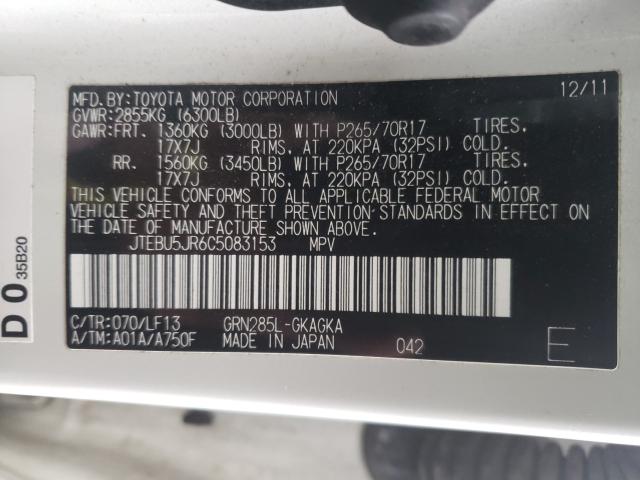 MFD.BY:TOYOTA MOTOR CORPORATION 12/11
GVWR:2855KG (6300LB)
GAWR:FRT. 1360KG (3000LB) WITH P265/70R17 TIRES,
17X7J RIMS, AT 220KPA (32PSI) COLD.
RR. 1560KG (3450LB) WITH P265/70R17 TIRES,
17X7J RIMS, AT 220KPA (32PSI) COLD.
THIS VEHICLE CONFORMS TO ALL APPLICABLE FEDERAL MOTOR
VEHICLE SAFETY AND THEFT PREVENTION STANDARDS IN EFFECT ON
THE DATE OF MANUFACTURE SHOWN ABOVE.
JTEBU5JR6C5083153 MPV
C/TR:070/LF13 GRN285L-GKAGKA
A/TM:A01A/A750F MADE IN JAPAN 042 E
D 0 35B20